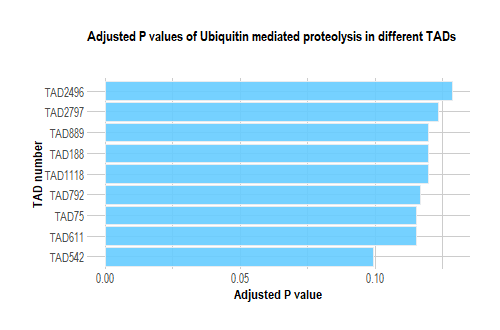 Adjusted P values of Ubiquitin mediated proteolysis in different TADs
TAD number
TAD2496
TAD2797
TAD889
TAD188
TAD1118
TAD792
TAD75
TAD611
TAD542
0.00 0.05 0.10
Adjusted P value